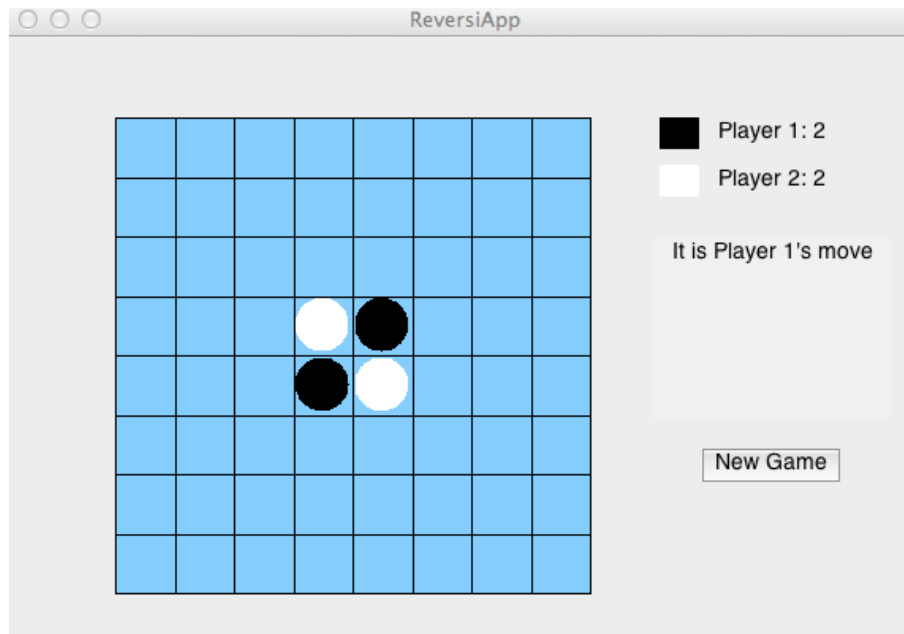 ReversiApp
Player 1: 2
Player 2: 2
It is Player 1's move
New Game